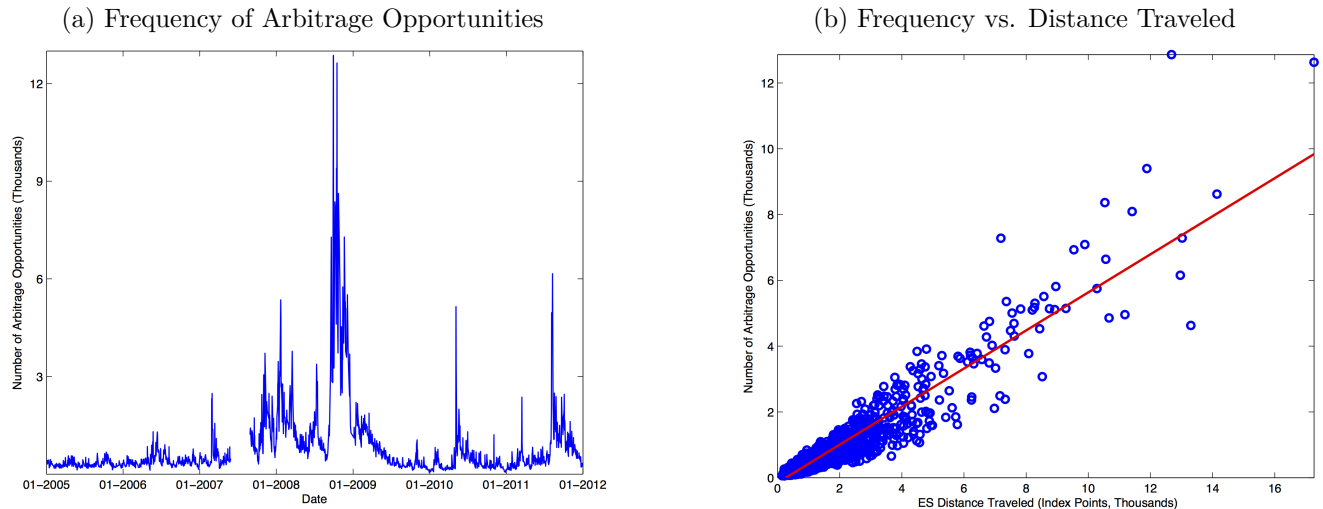 (a) Frequency of Arbitrage Opportunities
Number of Arbitrage Opportunities (Thousands)
12
9
6
3
01–2005 01–2006 01–2007 01–2008 01–2009 01–2010 01–2011 01–2012
Date
(b) Frequency vs. Distance Traveled
Number of Arbitrage Opportunities (Thousands)
12
10
8
6
4
2
0
0 2 4 6 8 10 12 14 16
ES Distance Traveled (Index Points, Thousands)